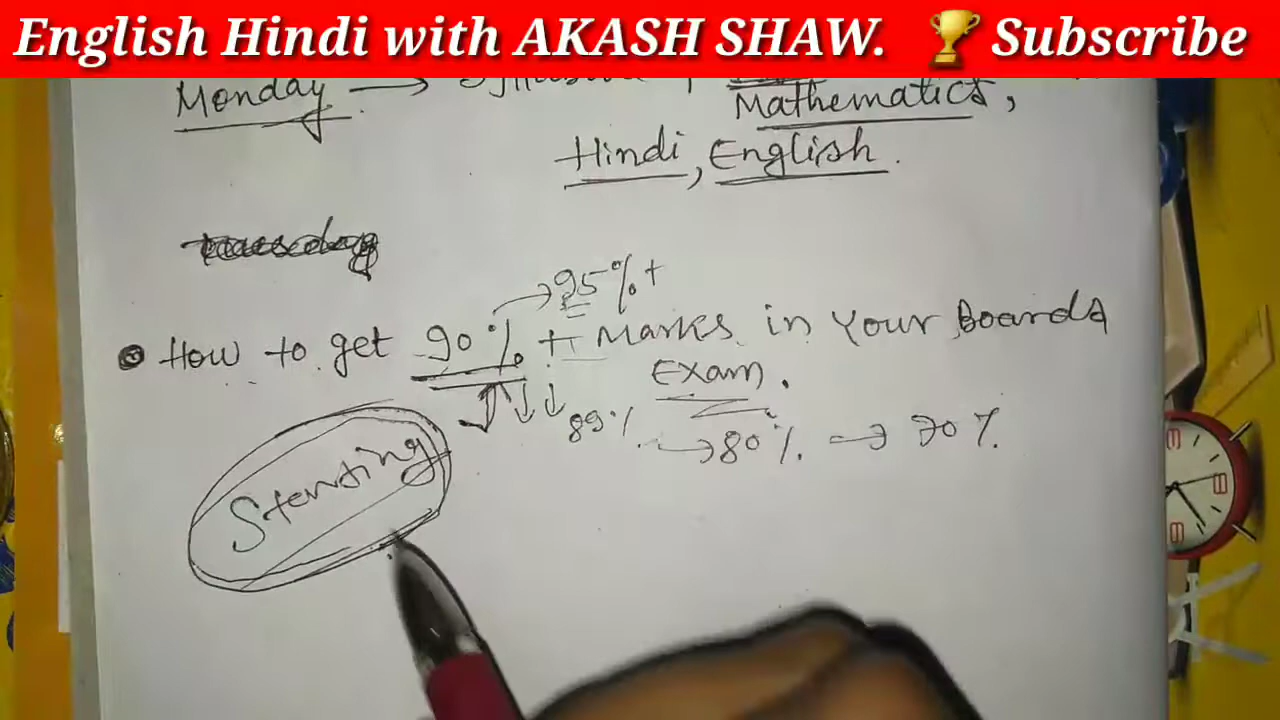 English Hindi with AKASH SHAW. 🏆 Subscribe
Monday →
Mathematics,
Hindi, English.
→ 95%+
How to get 90% + Marks in Your Boards
Exam.
89% → 80% → 70%